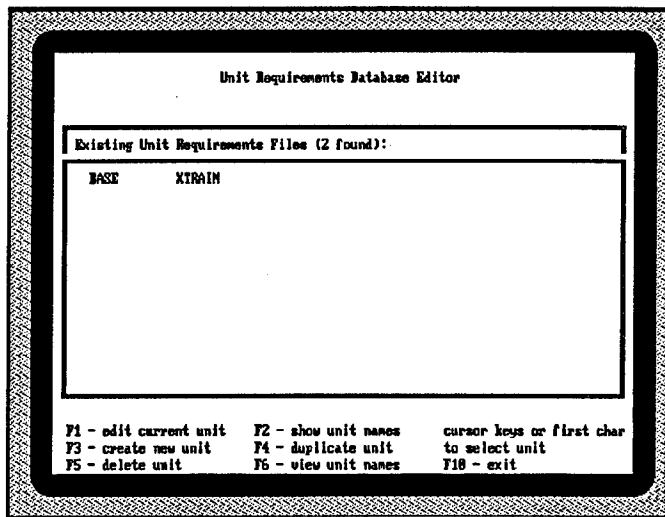 Unit Requirements Database Editor
Existing Unit Requirements Files (2 found):
BASE XTRAIN
F1 - edit current unit F2 - show unit names cursor keys or first char
F3 - create new unit F4 - duplicate unit to select unit
F5 - delete unit F6 - view unit names F10 - exit